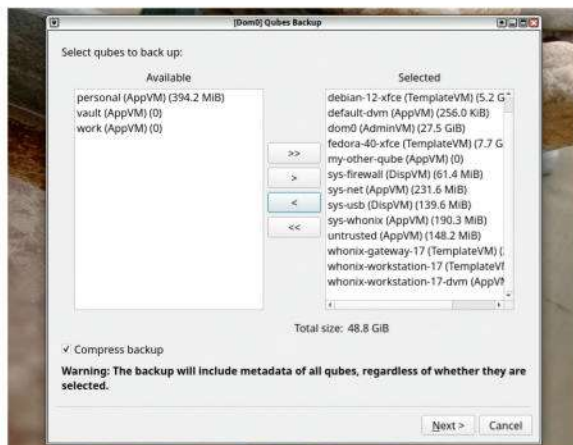 [Dom0] Qubes Backup
Select qubes to back up:
Available
personal (AppVM) (394.2 MiB)
vault (AppVM) (0)
work (AppVM) (0)
>>
>
<
<<
Selected
debian-12-xfce (TemplateVM) (5.2 G
default-dvm (AppVM) (256.0 KiB)
dom0 (AdminVM) (27.5 GiB)
fedora-40-xfce (TemplateVM) (7.7 G
my-other-qube (AppVM) (0)
sys-firewall (DispVM) (61.4 MiB)
sys-net (AppVM) (231.6 MiB)
sys-usb (DispVM) (139.6 MiB)
sys-whonix (AppVM) (190.3 MiB)
untrusted (AppVM) (148.2 MiB)
whonix-gateway-17 (TemplateVM) (
whonix-workstation-17 (TemplateV
whonix-workstation-17-dvm (AppV
Total size: 48.8 GiB
Compress backup
Warning: The backup will include metadata of all qubes, regardless of whether they are
selected.
Next >
Cancel